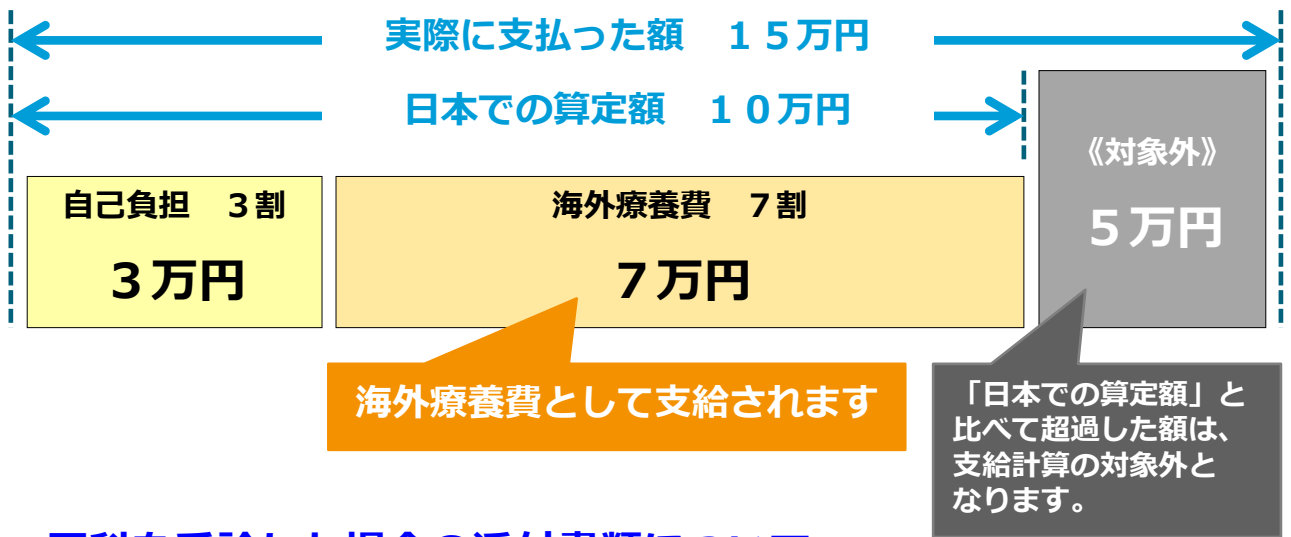 実際に支払った額　１５万円
日本での算定額　１０万円
《対象外》
５万円
自己負担　３割
３万円
海外療養費　７割
７万円
海外療養費として支給されます
「日本での算定額」と
比べて超過した額は、
支給計算の対象外と
なります。